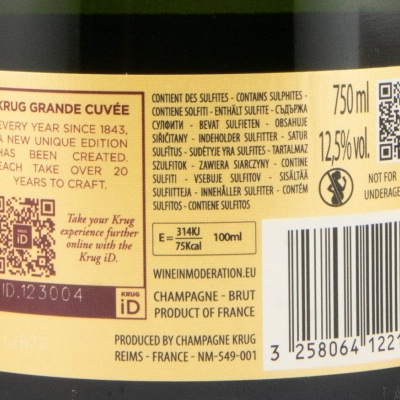 KRUG GRANDE CUVÉE
EVERY YEAR SINCE 1843,
A NEW UNIQUE EDITION
HAS BEEN CREATED.
EACH TAKE OVER 20
YEARS TO CRAFT.
Take your Krug
experience further
online with the
Krug iD.
KRUG
iD
ID.123004
KRUG
iD
CONTIENT DES SULFITES - CONTAINS SULPHITES -
CONTIENE SOLFITI - ENTHÄLT SULFITE - СЪДЪРЖА
СУЛФИТИ - BEVAT SULFIETEN - OBSAHUJE
SIŘIČITANY - INDEHOLDER SULFITTER - SATUR
SULFĪTUS - SUDĖTYJE YRA SULFITŲ - TARTALMAZ
SZULFITOK - ZAWIERA SIARCZYNY - CONTINE
SULFITI - VSEBUJE SULFITOV - SISÄLTÄÄ
SULFIITTEJA - INNEHÅLLER SULFITER - CONTÉM
SULFITOS - CONTIENE SULFITOS
E= 314KJ
75Kcal 100ml
WINEINMODERATION.EU
CHAMPAGNE - BRUT
PRODUCT OF FRANCE
PRODUCED BY CHAMPAGNE KRUG
REIMS - FRANCE - NM-549-001
750 ml
12,5% vol.
NOT FOR
UNDERAGE
3 258064 1221